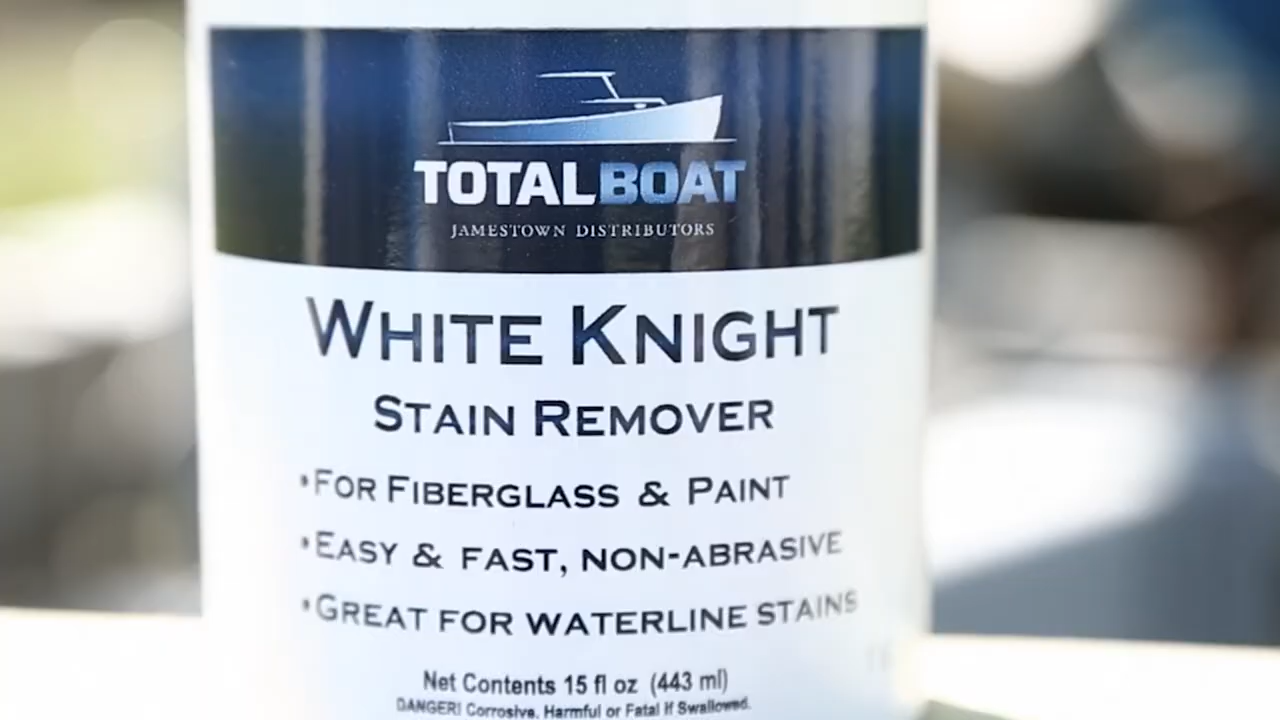 TOTALBOAT
JAMESTOWN DISTRIBUTORS
WHITE KNIGHT
STAIN REMOVER
•FOR FIBERGLASS & PAINT
•EASY & FAST, NON-ABRASIVE
•GREAT FOR WATERLINE STAINS
Net Contents 15 fl oz (443 ml)
DANGER! Corrosive. Harmful or Fatal If Swallowed.